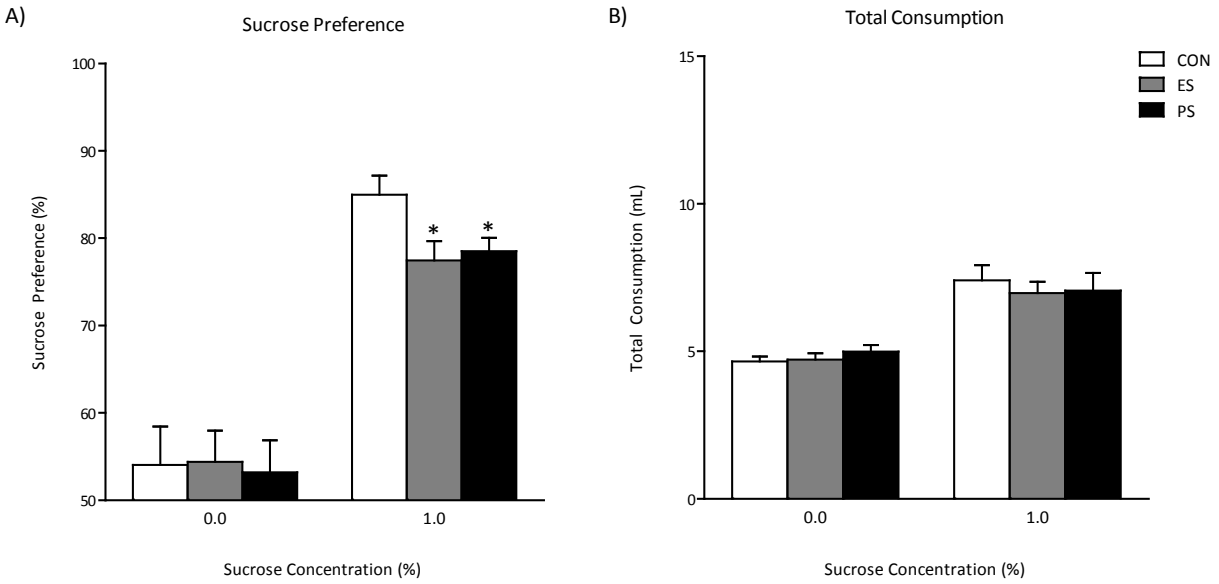 A)
Sucrose Preference
100
90
80
70
60
50
Sucrose Preference (%)
* *
0.0 1.0
Sucrose Concentration (%)
B)
Total Consumption
15
10
5
0
Total Consumption (mL)
CON
ES
PS
0.0 1.0
Sucrose Concentration (%)